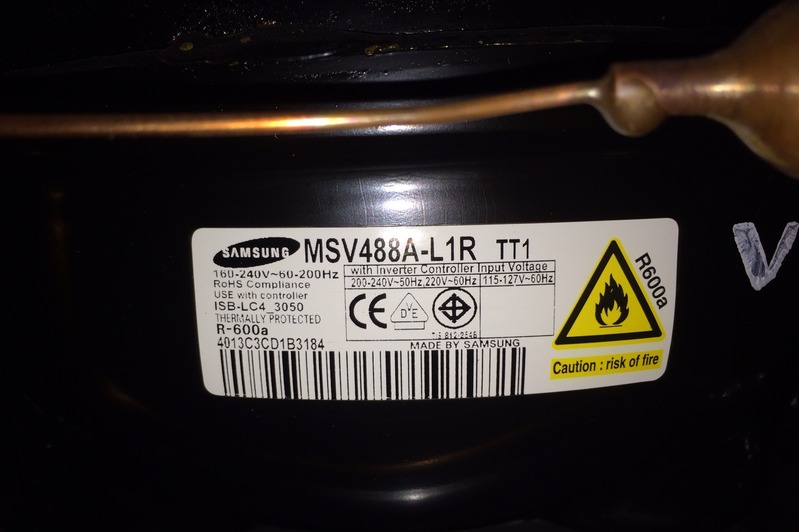 SAMSUNG MSV488A-L1R TT1
160-240V~60-200Hz
RoHS Compliance
USE with controller
ISB-LC4_3050
THERMALLY PROTECTED
R-600a
4013C3CD1B3184
with Inverter Controller Input Voltage
200-240V~50Hz,220V~60Hz 115-127V~60Hz
CE VDE
MADE BY SAMSUNG
R600a
Caution : risk of fire
V